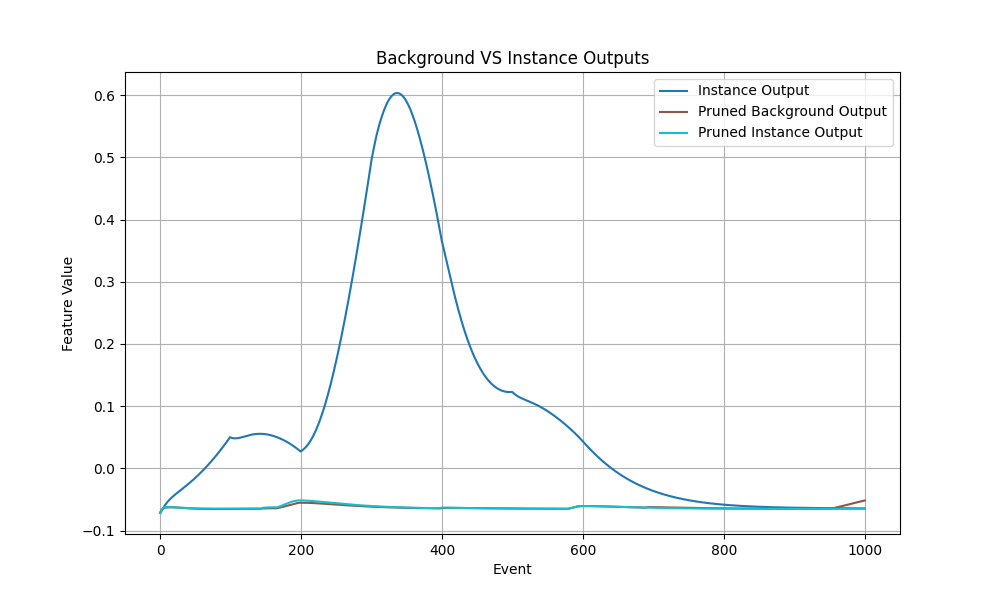 Background VS Instance Outputs
Instance Output
Pruned Background Output
Pruned Instance Output
Feature Value
0.6
0.5
0.4
0.3
0.2
0.1
0.0
−0.1
0 200 400 600 800 1000
Event